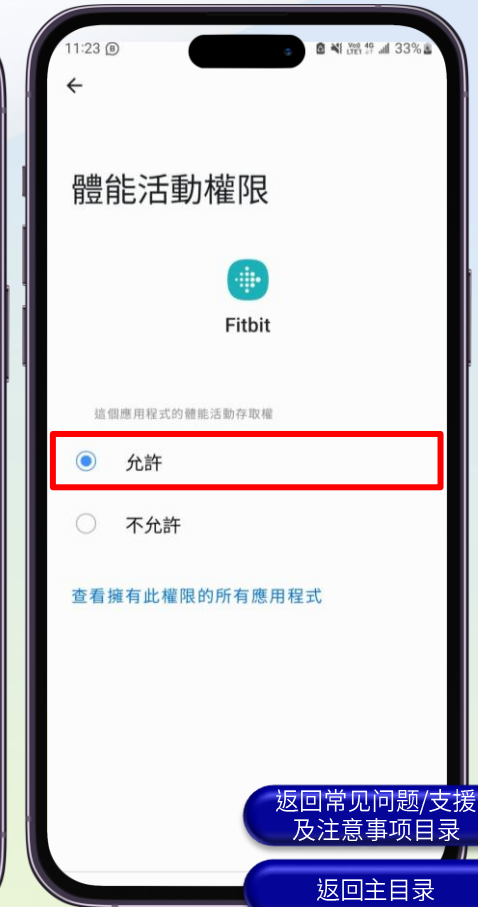 11:23
33%
體能活動權限
Fitbit
這個應用程式的體能活動存取權
允許
不允許
查看擁有此權限的所有應用程式
返回常见问题/支援
及注意事项目录
返回主目录